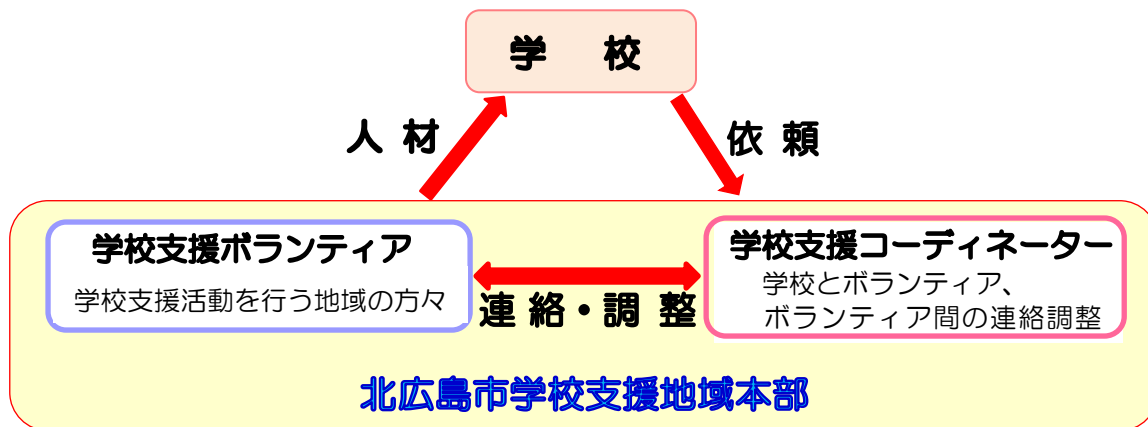 学 校
人 材
依 頼
学校支援ボランティア
学校支援活動を行う地域の方々
連 絡・調 整
学校支援コーディネーター
学校とボランティア、
ボランティア間の連絡調整
北広島市学校支援地域本部